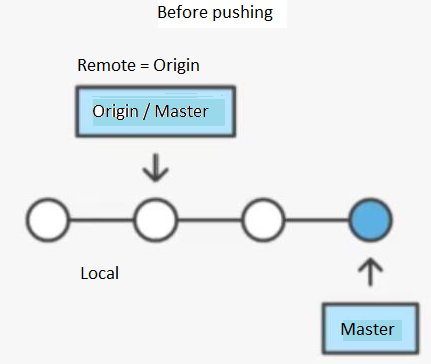 Before pushing
Remote = Origin
Origin / Master
Local
Master